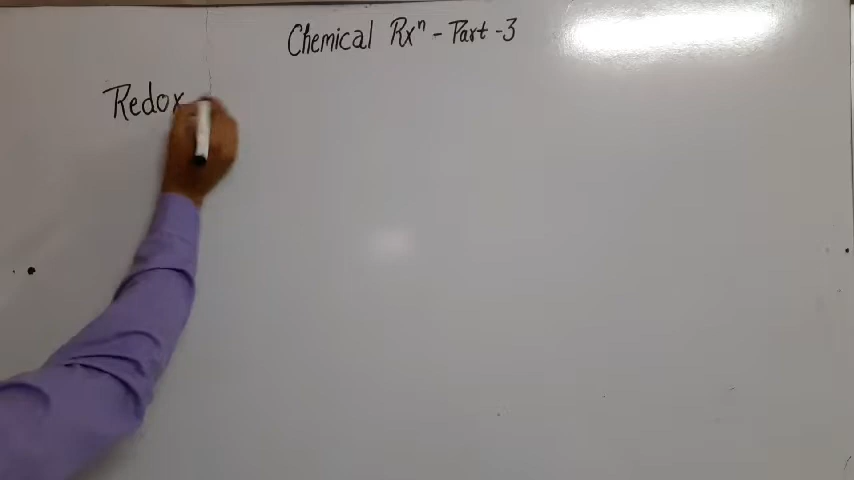 Chemical Rxⁿ - Part -3
Redox